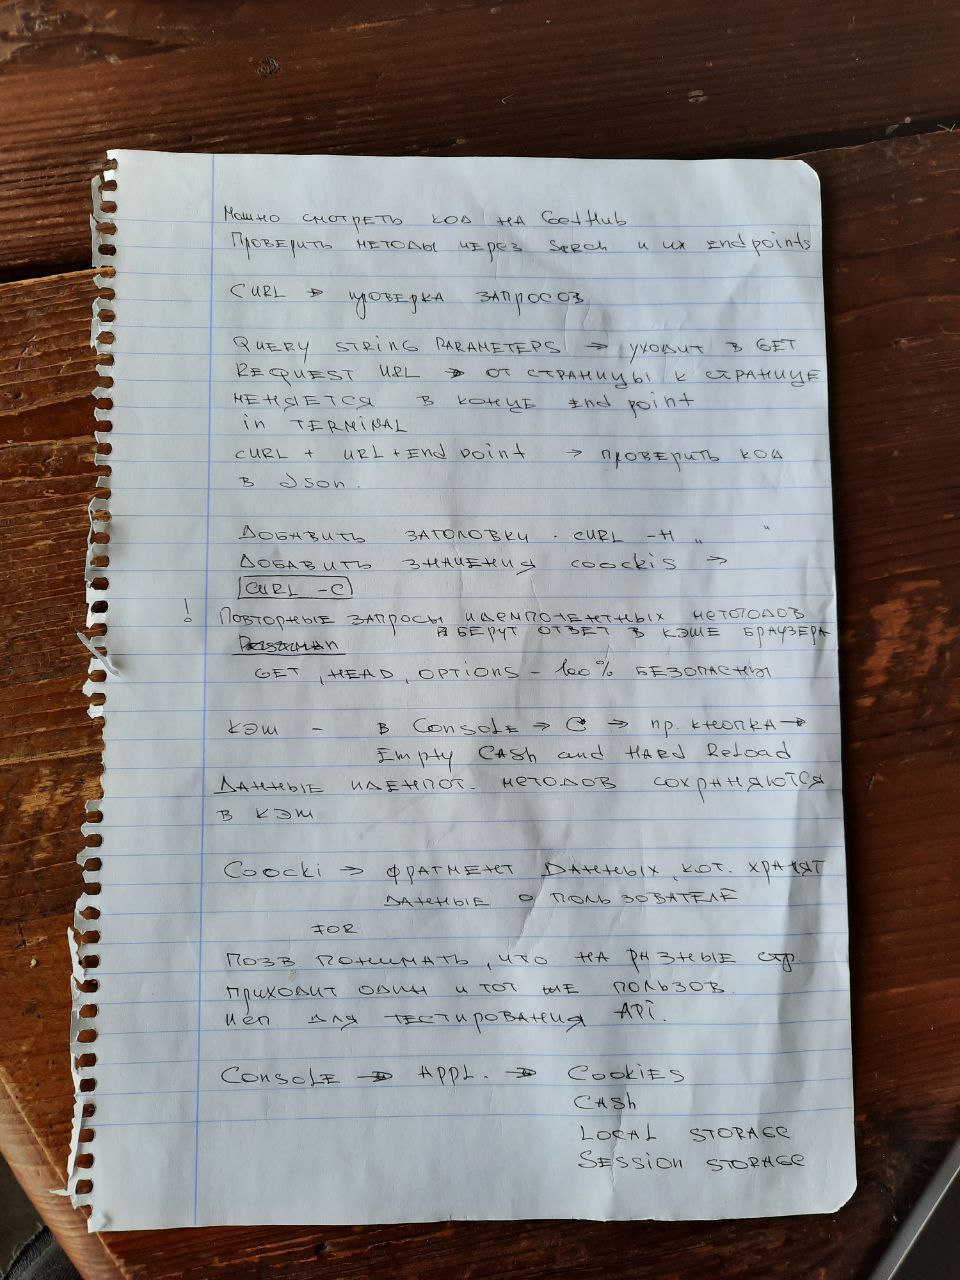 Можно смотреть код на GetHub
Проверить методы через Serch и их Endpoints
CURL → проверка запросов
QUERY STRING PARAMETERS → уходит в GET
REQUEST URL → от страницы к странице
меняется в конце End point
in TERMINAL
CURL + URL + End point → проверить код
в Json.
Добавить заголовки. CURL -H „ "
Добавить значения coockis →
CURL -C
! Повторные запросы идемпотентных метотодов
берут ответ в кэше браузера
GET, HEAD, OPTIONS - 100% безопасны
Кэш - в Console → C → пр. кнопка →
Empty Cash and Hard Reload
Данные иденпот. методов сохраняются
в кэш
Coocki → фрагмент данных, кот. хранят
данные о пользователе
FOR
Позв понимать, что на разные стр.
приходит один и тот же пользов.
Исп. для тестирования API.
Console → Appl. → Cookies
Cash
Local storage
Session storage